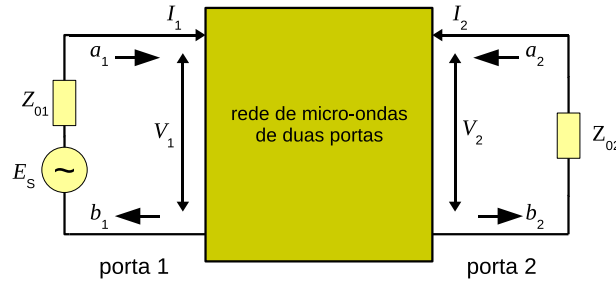 I1
I2
a1
a2
Z01
V1
rede de micro-ondas
de duas portas
V2
Z02
ES
~
b1
b2
porta 1
porta 2